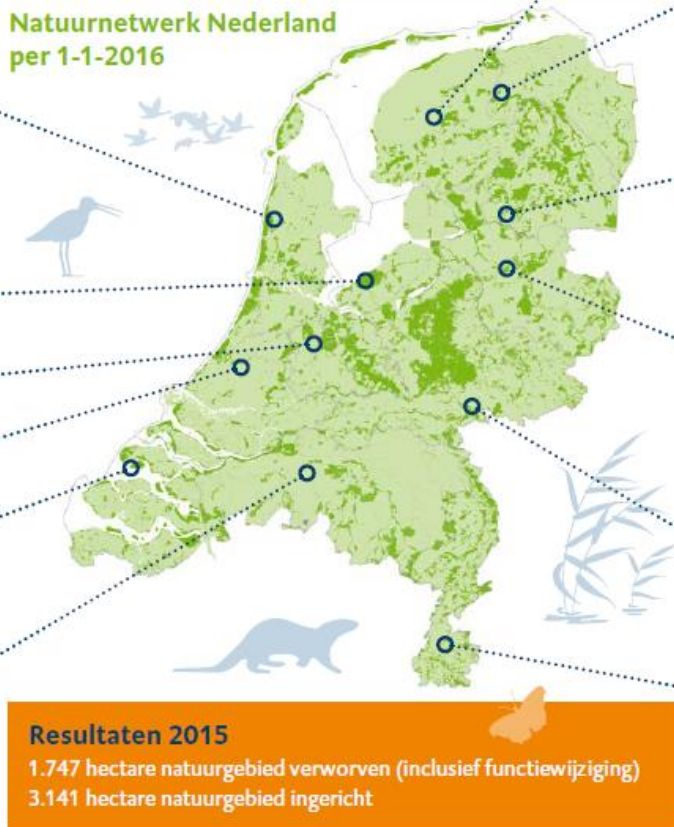 Natuurnetwerk Nederland
per 1-1-2016
Resultaten 2015
1.747 hectare natuurgebied verworven (inclusief functiewijziging)
3.141 hectare natuurgebied ingericht